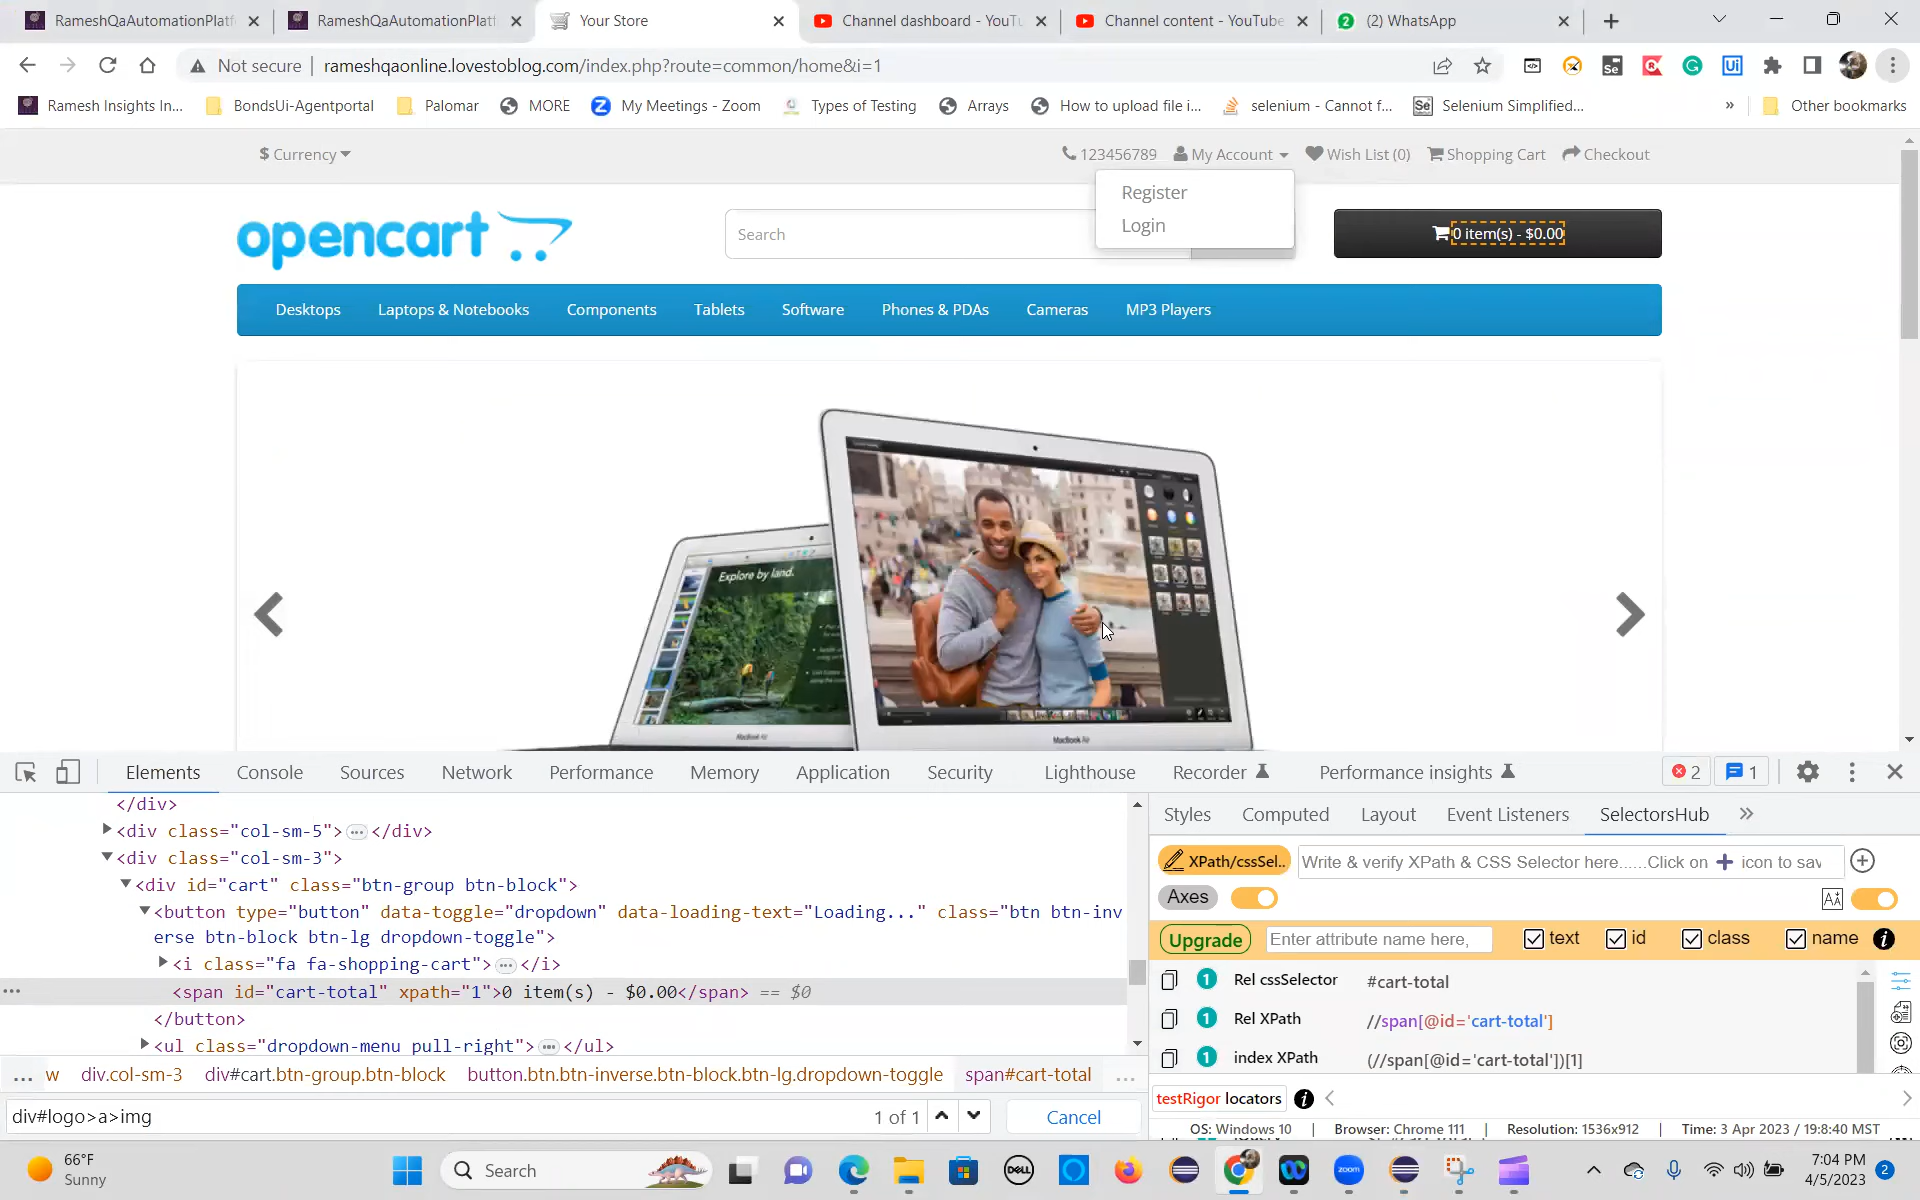 RameshQaAutomationPlatf
RameshQaAutomationPlatf
Your Store
Channel dashboard - YouTu
Channel content - YouTube
(2) WhatsApp
Not secure
rameshqaonline.lovestoblog.com/index.php?route=common/home&i=1
Ramesh Insights In...
BondsUi-Agentportal
Palomar
MORE
My Meetings - Zoom
Types of Testing
Arrays
How to upload file i...
selenium - Cannot f...
Selenium Simplified...
»
Other bookmarks
$ Currency
123456789
My Account
Wish List (0)
Shopping Cart
Checkout
Register
Login
opencart
Search
0 item(s) - $0.00
Desktops
Laptops & Notebooks
Components
Tablets
Software
Phones & PDAs
Cameras
MP3 Players
Explore by land.
MacBook Air
MacBook Air
Elements
Console
Sources
Network
Performance
Memory
Application
Security
Lighthouse
Recorder
Performance insights
2
1
</div>
<div class="col-sm-5">…</div>
<div class="col-sm-3">
<div id="cart" class="btn-group btn-block">
<button type="button" data-toggle="dropdown" data-loading-text="Loading..." class="btn btn-inv
erse btn-block btn-lg dropdown-toggle">
<i class="fa fa-shopping-cart">…</i>
<span id="cart-total" xpath="1">0 item(s) - $0.00</span> == $0
</button>
<ul class="dropdown-menu pull-right">…</ul>
... w div.col-sm-3 div#cart.btn-group.btn-block button.btn.btn-inverse.btn-block.btn-lg.dropdown-toggle span#cart-total ...
div#logo>a>img
1 of 1
Cancel
Styles
Computed
Layout
Event Listeners
SelectorsHub
»
XPath/cssSel..
Write & verify XPath & CSS Selector here......Click on + icon to sav
Axes
Upgrade
Enter attribute name here,
text
id
class
name
1 Rel cssSelector #cart-total
1 Rel XPath //span[@id='cart-total']
1 index XPath (//span[@id='cart-total'])[1]
testRigor locators
OS: Windows 10 | Browser: Chrome 111 | Resolution: 1536x912 | Time: 3 Apr 2023 / 19:8:40 MST
66°F
Sunny
Search
DELL
zoom
7:04 PM
4/5/2023
2